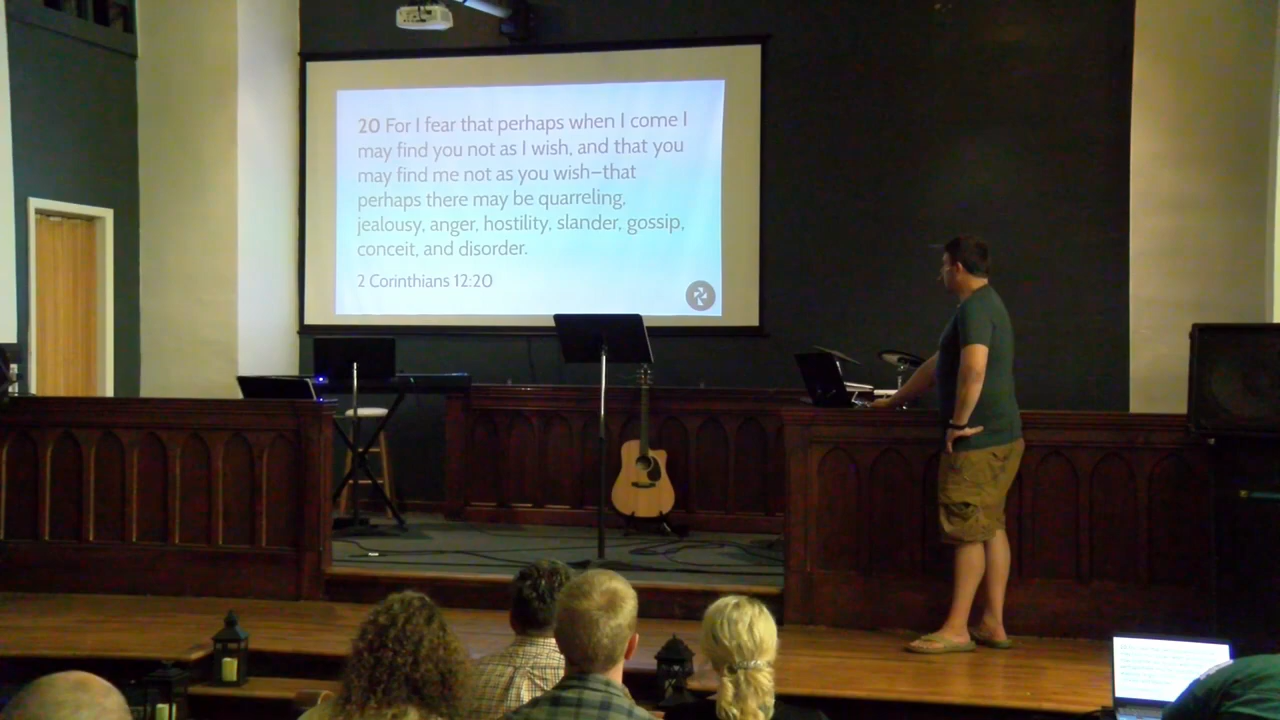 20 For I fear that perhaps when I come I
may find you not as I wish, and that you
may find me not as you wish—that
perhaps there may be quarreling,
jealousy, anger, hostility, slander, gossip,
conceit, and disorder.
2 Corinthians 12:20